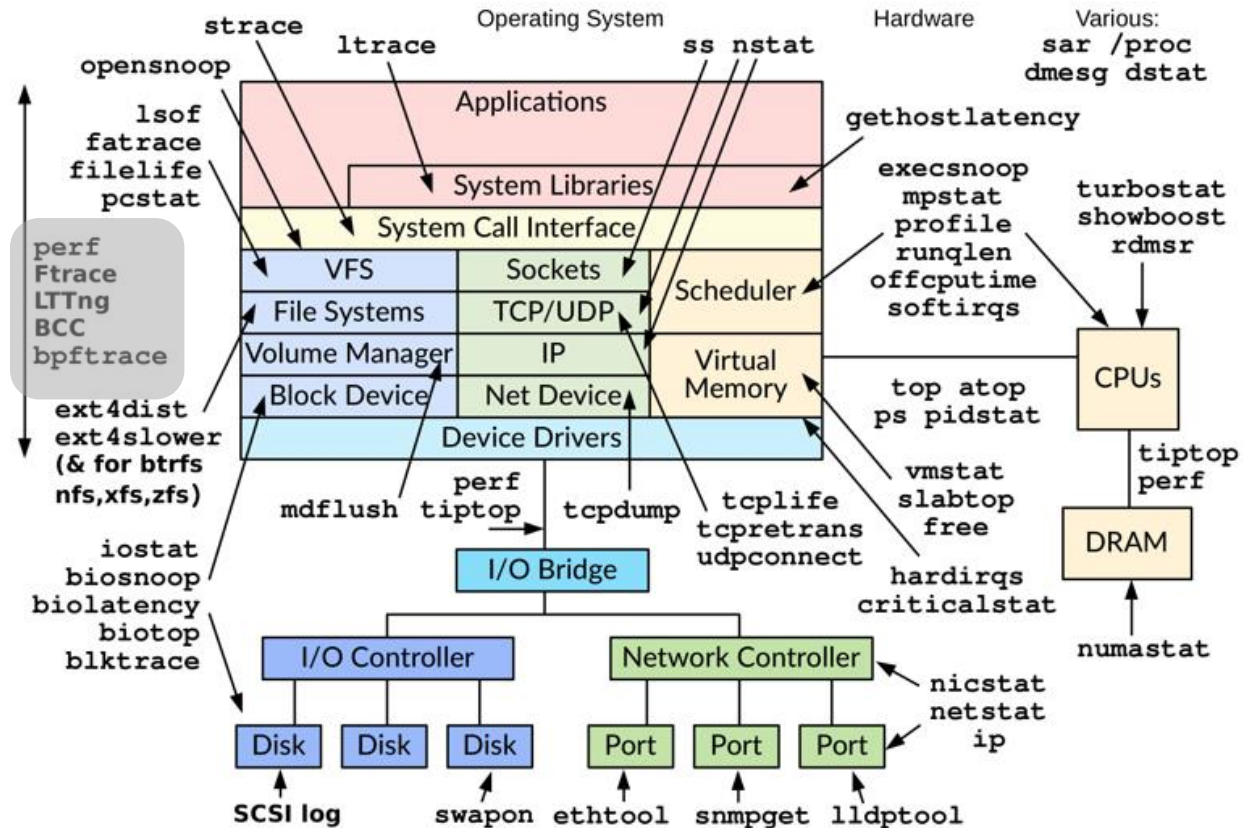 Operating System
Hardware
Various:
sar /proc
dmesg dstat
strace
ltrace
ss nstat
opensnoop
lsof
fatrace
filelife
pcstat
perf
Ftrace
LTTng
BCC
bpftrace
ext4dist
ext4slower
(& for btrfs
nfs,xfs,zfs)
iostat
biosnoop
biolatency
biotop
blktrace
Applications
System Libraries
System Call Interface
VFS
Sockets
Scheduler
File Systems
TCP/UDP
Volume Manager
IP
Virtual
Memory
Block Device
Net Device
Device Drivers
gethostlatency
execsnoop
mpstat
profile
runqlen
offcputime
softirqs
turbostat
showboost
rdmsr
CPUs
top atop
ps pidstat
tiptop
perf
DRAM
numastat
vmstat
slabtop
free
hardirqs
criticalstat
mdflush
perf
tiptop
tcpdump
tcplife
tcpretrans
udpconnect
I/O Bridge
I/O Controller
Network Controller
nicstat
netstat
ip
Disk
Disk
Disk
Port
Port
Port
SCSI log
swapon
ethtool
snmpget
lldptool